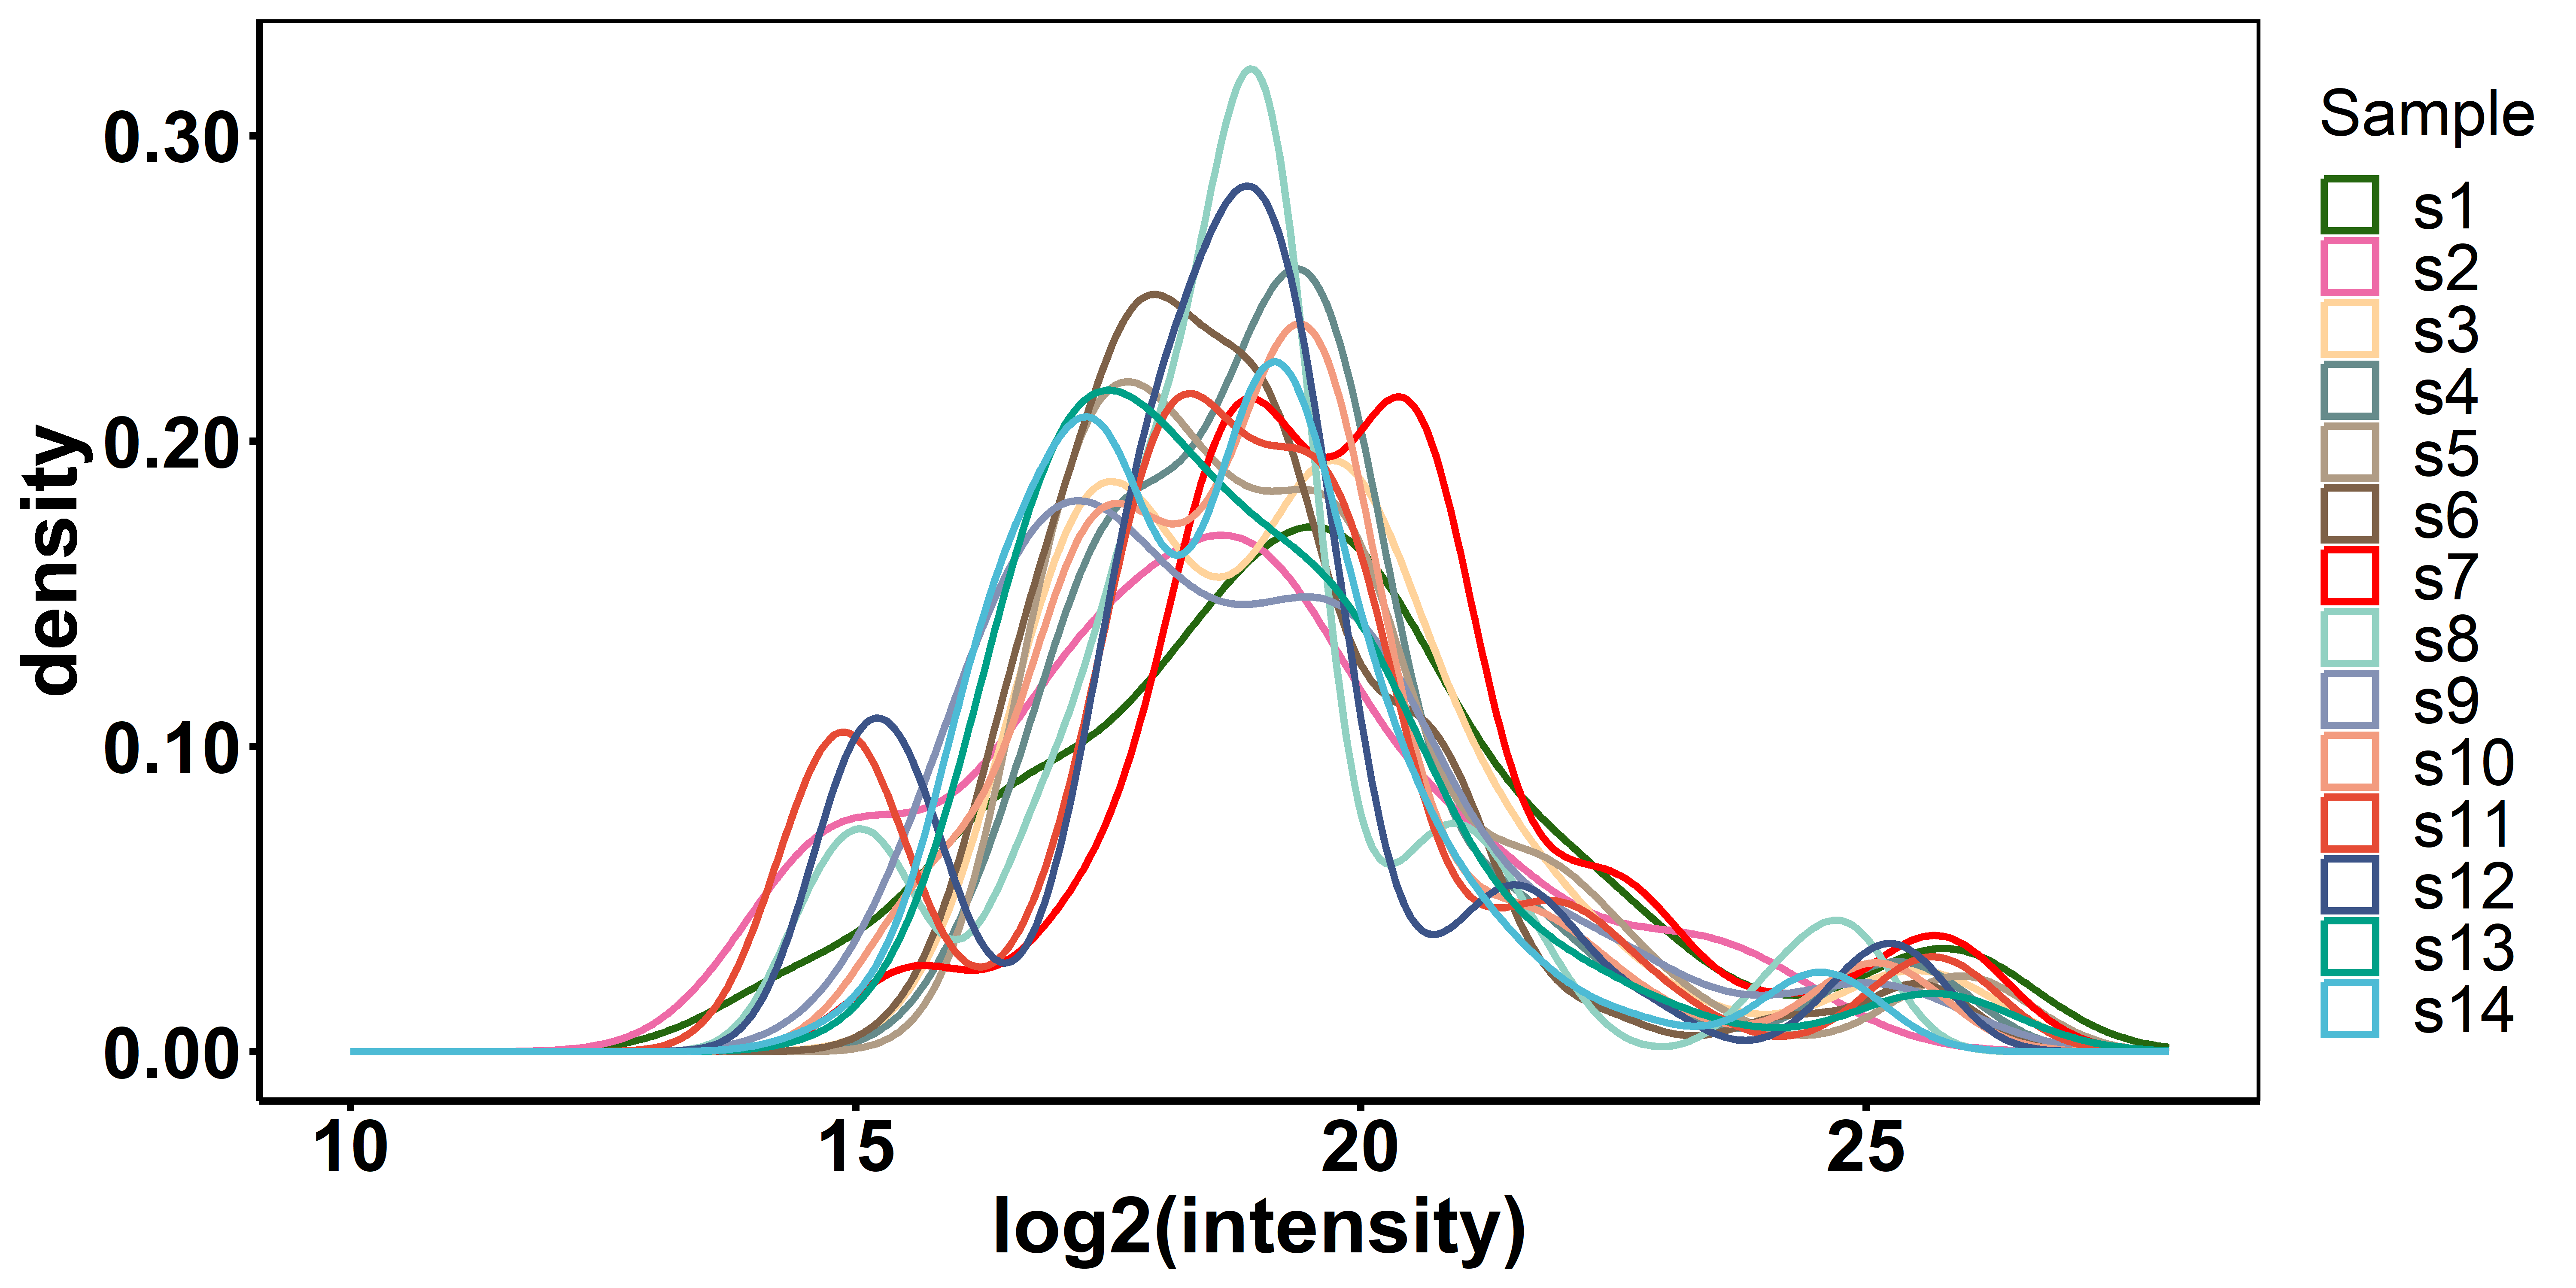 0.30
0.20
0.10
0.00
density
10 15 20 25
log2(intensity)
Sample
s1
s2
s3
s4
s5
s6
s7
s8
s9
s10
s11
s12
s13
s14